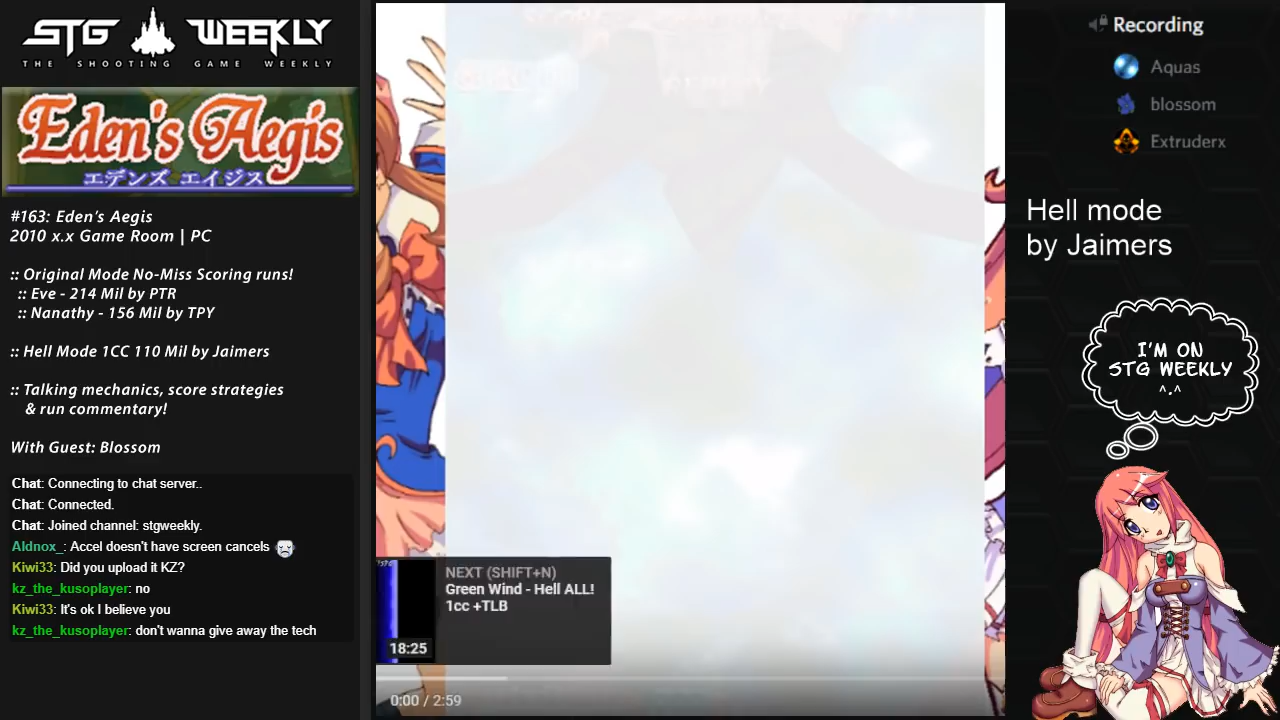 STG WEEKLY
THE SHOOTING GAME WEEKLY
Eden's Aegis
エデンズ エイジス
#163: Eden's Aegis
2010 x.x Game Room | PC
:: Original Mode No-Miss Scoring runs!
:: Eve - 214 Mil by PTR
:: Nanathy - 156 Mil by TPY
:: Hell Mode 1CC 110 Mil by Jaimers
:: Talking mechanics, score strategies
& run commentary!
With Guest: Blossom
Chat: Connecting to chat server..
Chat: Connected.
Chat: Joined channel: stgweekly.
Aldnox_: Accel doesn't have screen cancels
Kiwi33: Did you upload it KZ?
kz_the_kusoplayer: no
Kiwi33: It's ok I believe you
kz_the_kusoplayer: don't wanna give away the tech
REPLAY
NEXT (SHIFT+N)
Green Wind - Hell ALL!
1cc +TLB
18:25
0:00 / 2:59
Recording
Aquas
blossom
Extruderx
Hell mode
by Jaimers
I'M ON
STG WEEKLY
^.^